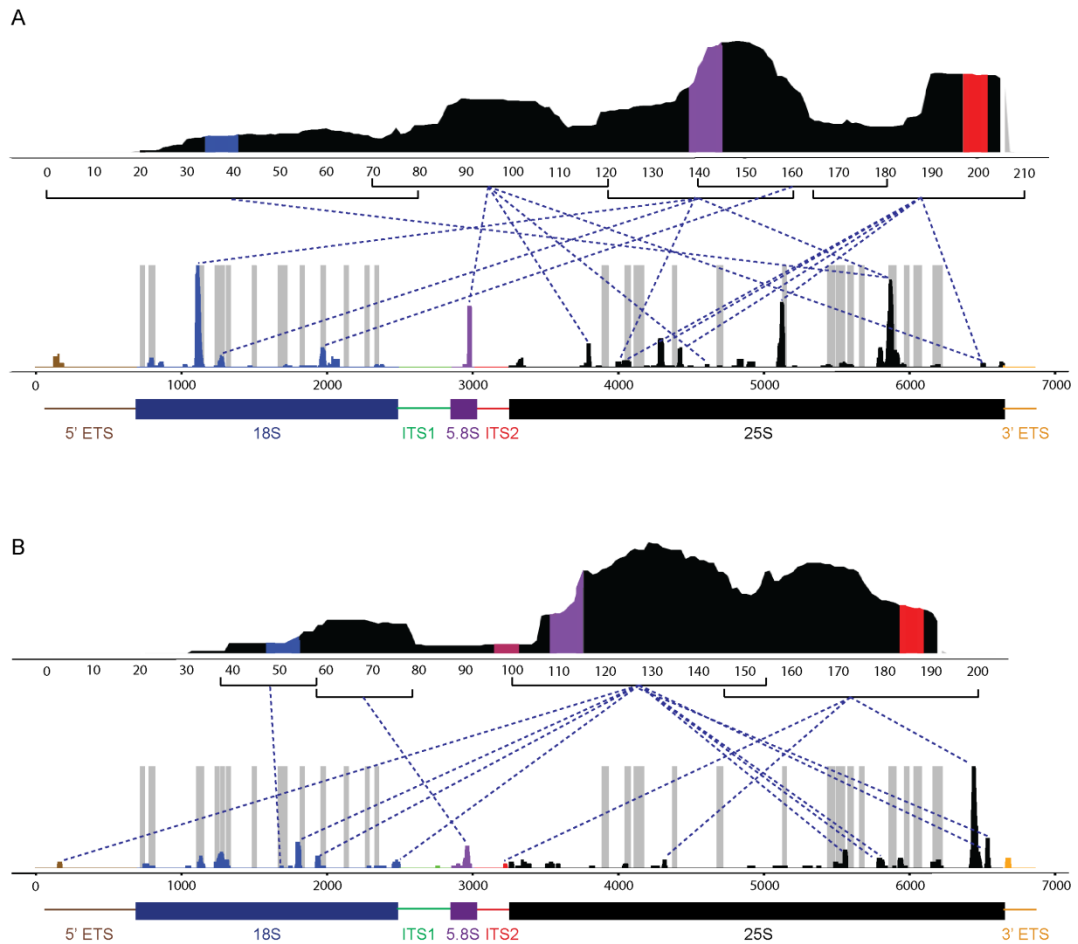 A
0 10 20 30 40 50 60 70 80 90 100 110 120 130 140 150 160 170 180 190 200 210
0 1000 2000 3000 4000 5000 6000 7000
5' ETS 18S ITS1 5.8S ITS2 25S 3' ETS
B
0 10 20 30 40 50 60 70 80 90 100 110 120 130 140 150 160 170 180 190 200
0 1000 2000 3000 4000 5000 6000 7000
5' ETS 18S ITS1 5.8S ITS2 25S 3' ETS